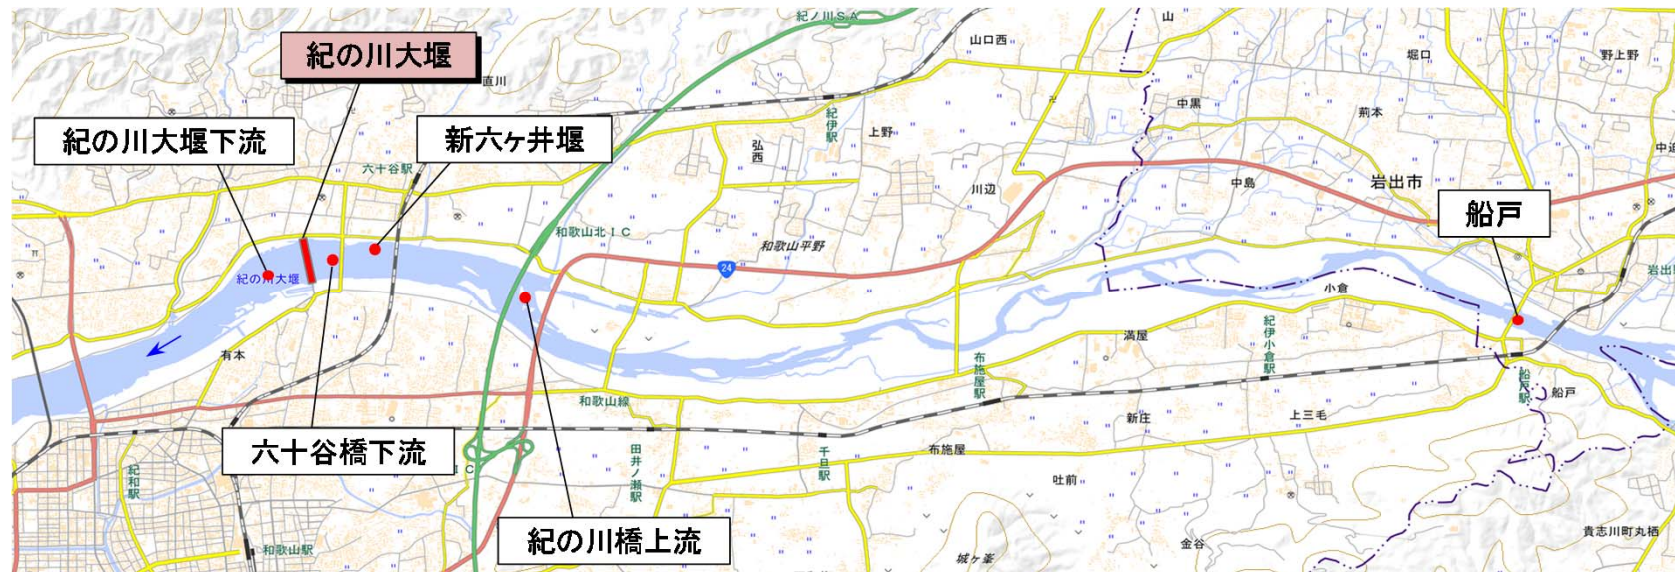 紀ノ川SA
山
山口西
堀口
野上野
紀の川大堰
直川
中黒
荊本
紀の川大堰下流
新六ヶ井堰
紀伊駅
上野
弘西
六十谷駅
中島
岩出市
川辺
船戸
和歌山北IC
和歌山平野
24
紀の川大堰
小倉
有本
満屋
紀伊小倉駅
布施屋駅
船戸駅
船戸
和歌山線
新庄
上三毛
六十谷橋下流
IC
田井ノ瀬駅
千旦駅
布施屋
紀和駅
吐前
紀の川橋上流
貴志川町丸栖
金谷
和歌山駅
城ヶ峯